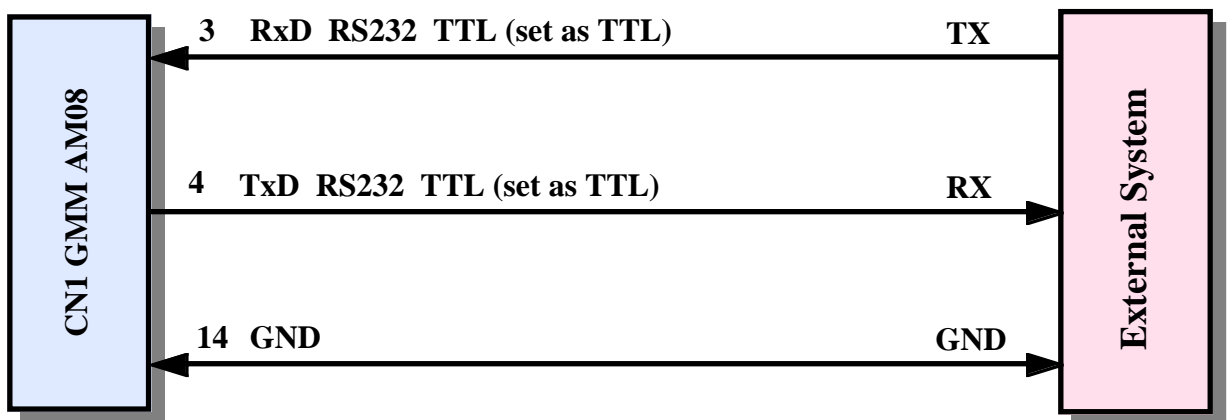 CN1 GMM AM08
3 RxD RS232 TTL (set as TTL) TX
4 TxD RS232 TTL (set as TTL) RX
14 GND GND
External System